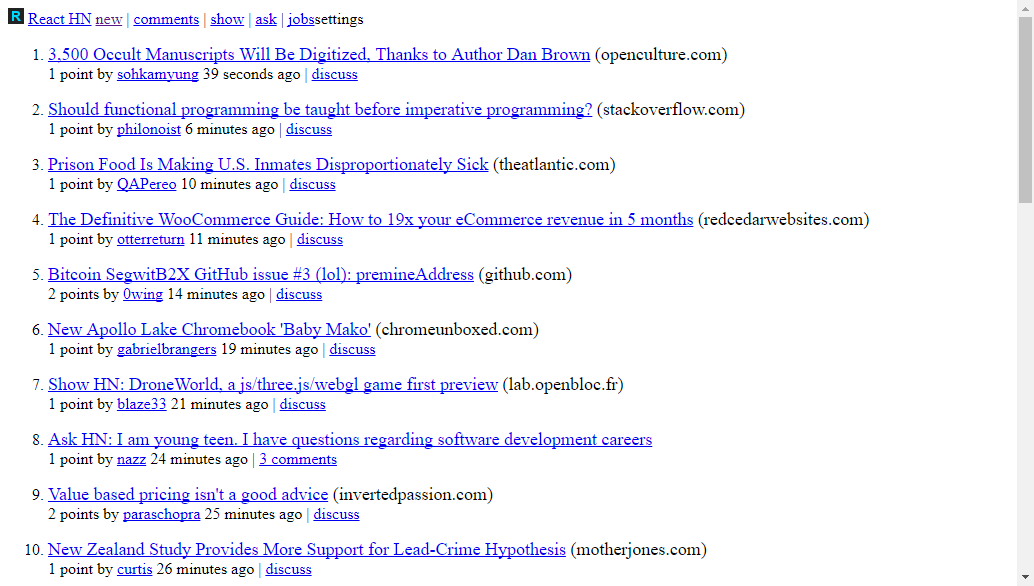 R React HN new | comments | show | ask | jobssettings
1. 3,500 Occult Manuscripts Will Be Digitized, Thanks to Author Dan Brown (openculture.com)
1 point by sohkamyung 39 seconds ago | discuss
2. Should functional programming be taught before imperative programming? (stackoverflow.com)
1 point by philonoist 6 minutes ago | discuss
3. Prison Food Is Making U.S. Inmates Disproportionately Sick (theatlantic.com)
1 point by QAPereo 10 minutes ago | discuss
4. The Definitive WooCommerce Guide: How to 19x your eCommerce revenue in 5 months (redcedarwebsites.com)
1 point by otterreturn 11 minutes ago | discuss
5. Bitcoin SegwitB2X GitHub issue #3 (lol): premineAddress (github.com)
2 points by 0wing 14 minutes ago | discuss
6. New Apollo Lake Chromebook 'Baby Mako' (chromeunboxed.com)
1 point by gabrielbrangers 19 minutes ago | discuss
7. Show HN: DroneWorld, a js/three.js/webgl game first preview (lab.openbloc.fr)
1 point by blaze33 21 minutes ago | discuss
8. Ask HN: I am young teen. I have questions regarding software development careers
1 point by nazz 24 minutes ago | 3 comments
9. Value based pricing isn't a good advice (invertedpassion.com)
2 points by paraschopra 25 minutes ago | discuss
10. New Zealand Study Provides More Support for Lead-Crime Hypothesis (motherjones.com)
1 point by curtis 26 minutes ago | discuss